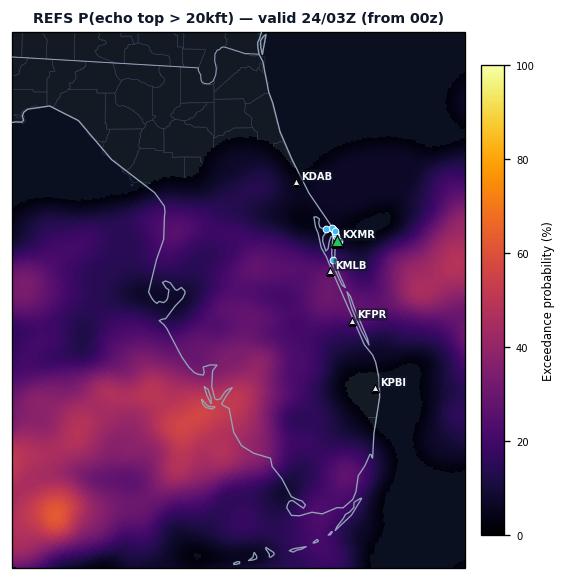 REFS P(echo top > 20kft) — valid 24/03Z (from 00z)
KDAB
KXMR
KMLB
KFPR
KPBI
100
80
60
40
20
0
Exceedance probability (%)